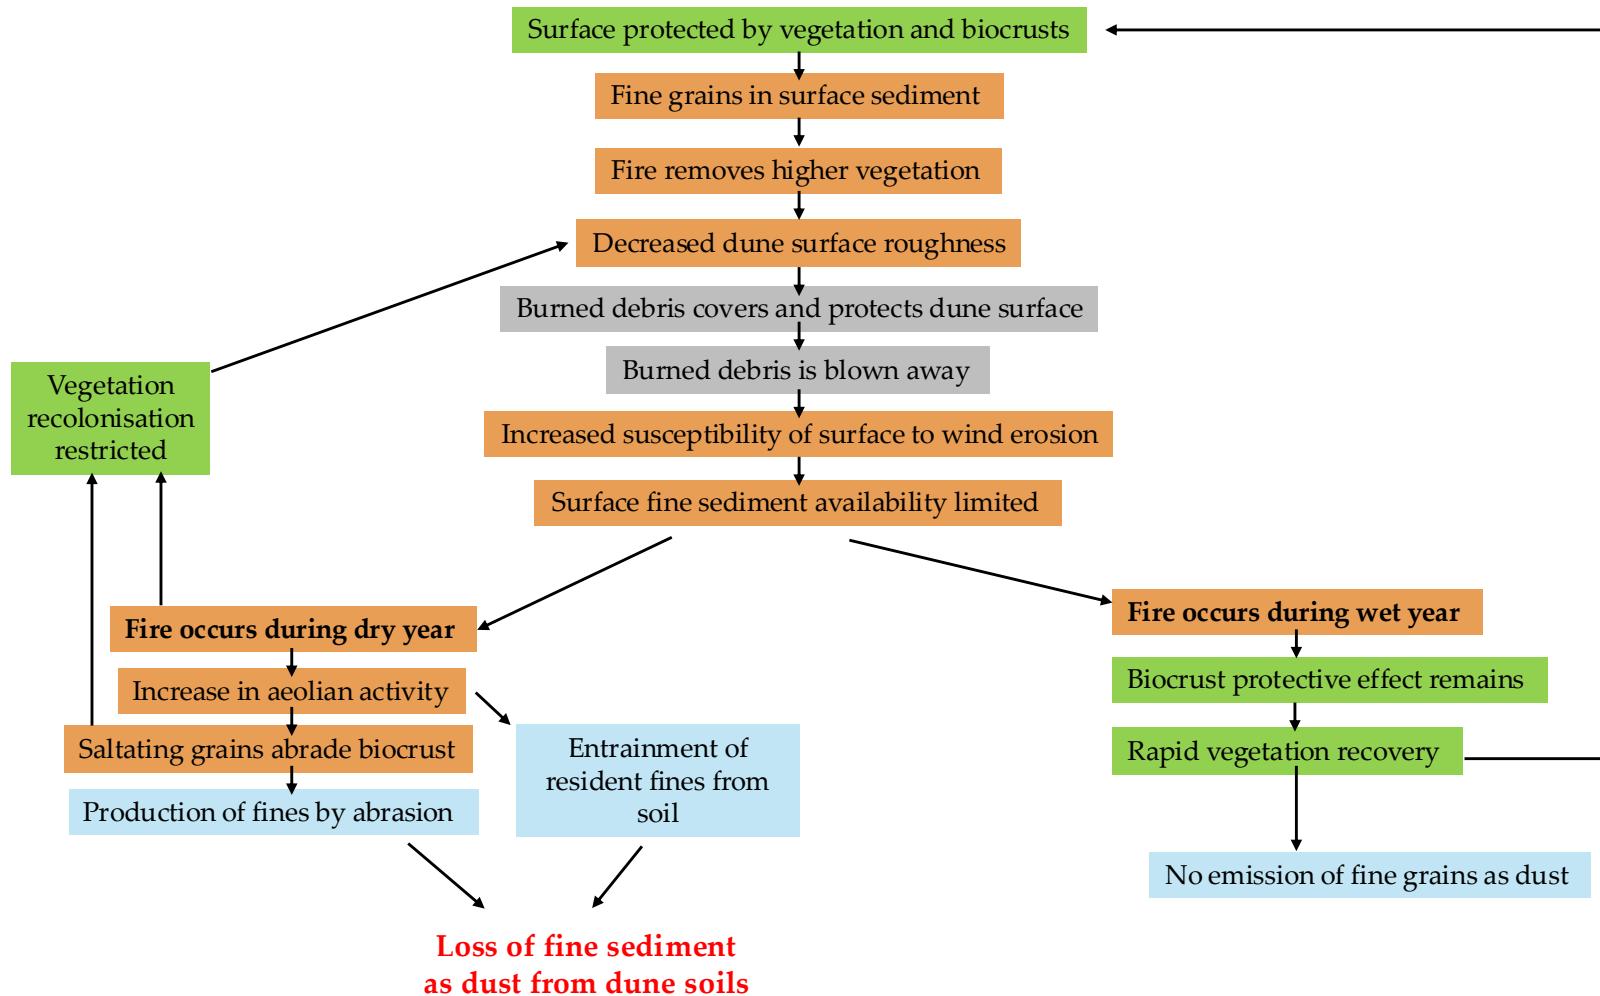 Surface protected by vegetation and biocrusts
Fine grains in surface sediment
Fire removes higher vegetation
Decreased dune surface roughness
Burned debris covers and protects dune surface
Burned debris is blown away
Increased susceptibility of surface to wind erosion
Surface fine sediment availability limited
Vegetation
recolonisation
restricted
Fire occurs during dry year
Increase in aeolian activity
Saltating grains abrade biocrust
Production of fines by abrasion
Entrainment of
resident fines from
soil
Loss of fine sediment
as dust from dune soils
Fire occurs during wet year
Biocrust protective effect remains
Rapid vegetation recovery
No emission of fine grains as dust